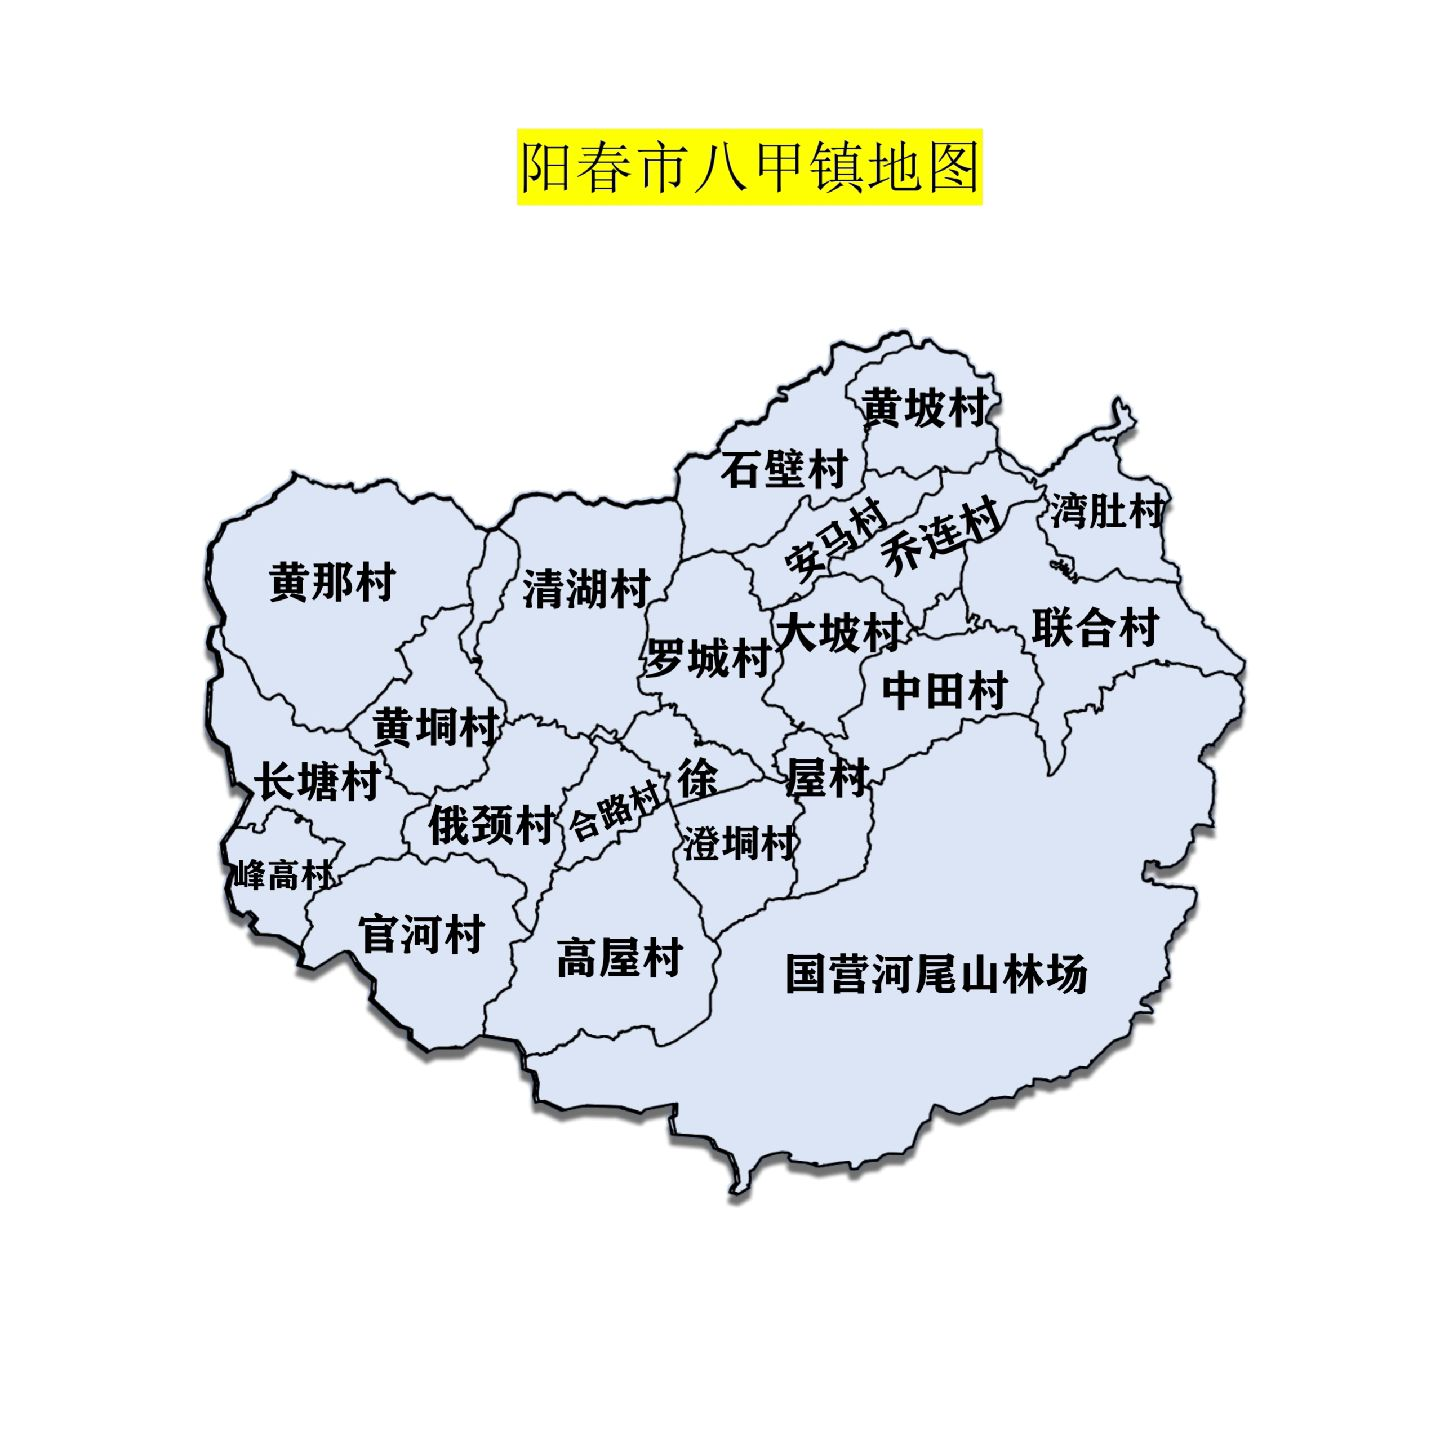 阳春市八甲镇地图
黄坡村
石壁村
湾肚村
安马村
乔连村
黄那村
清湖村
联合村
大坡村
罗城村
中田村
黄垌村
长塘村
徐 屋村
合路村
俄颈村
澄垌村
峰高村
官河村
高屋村
国营河尾山林场